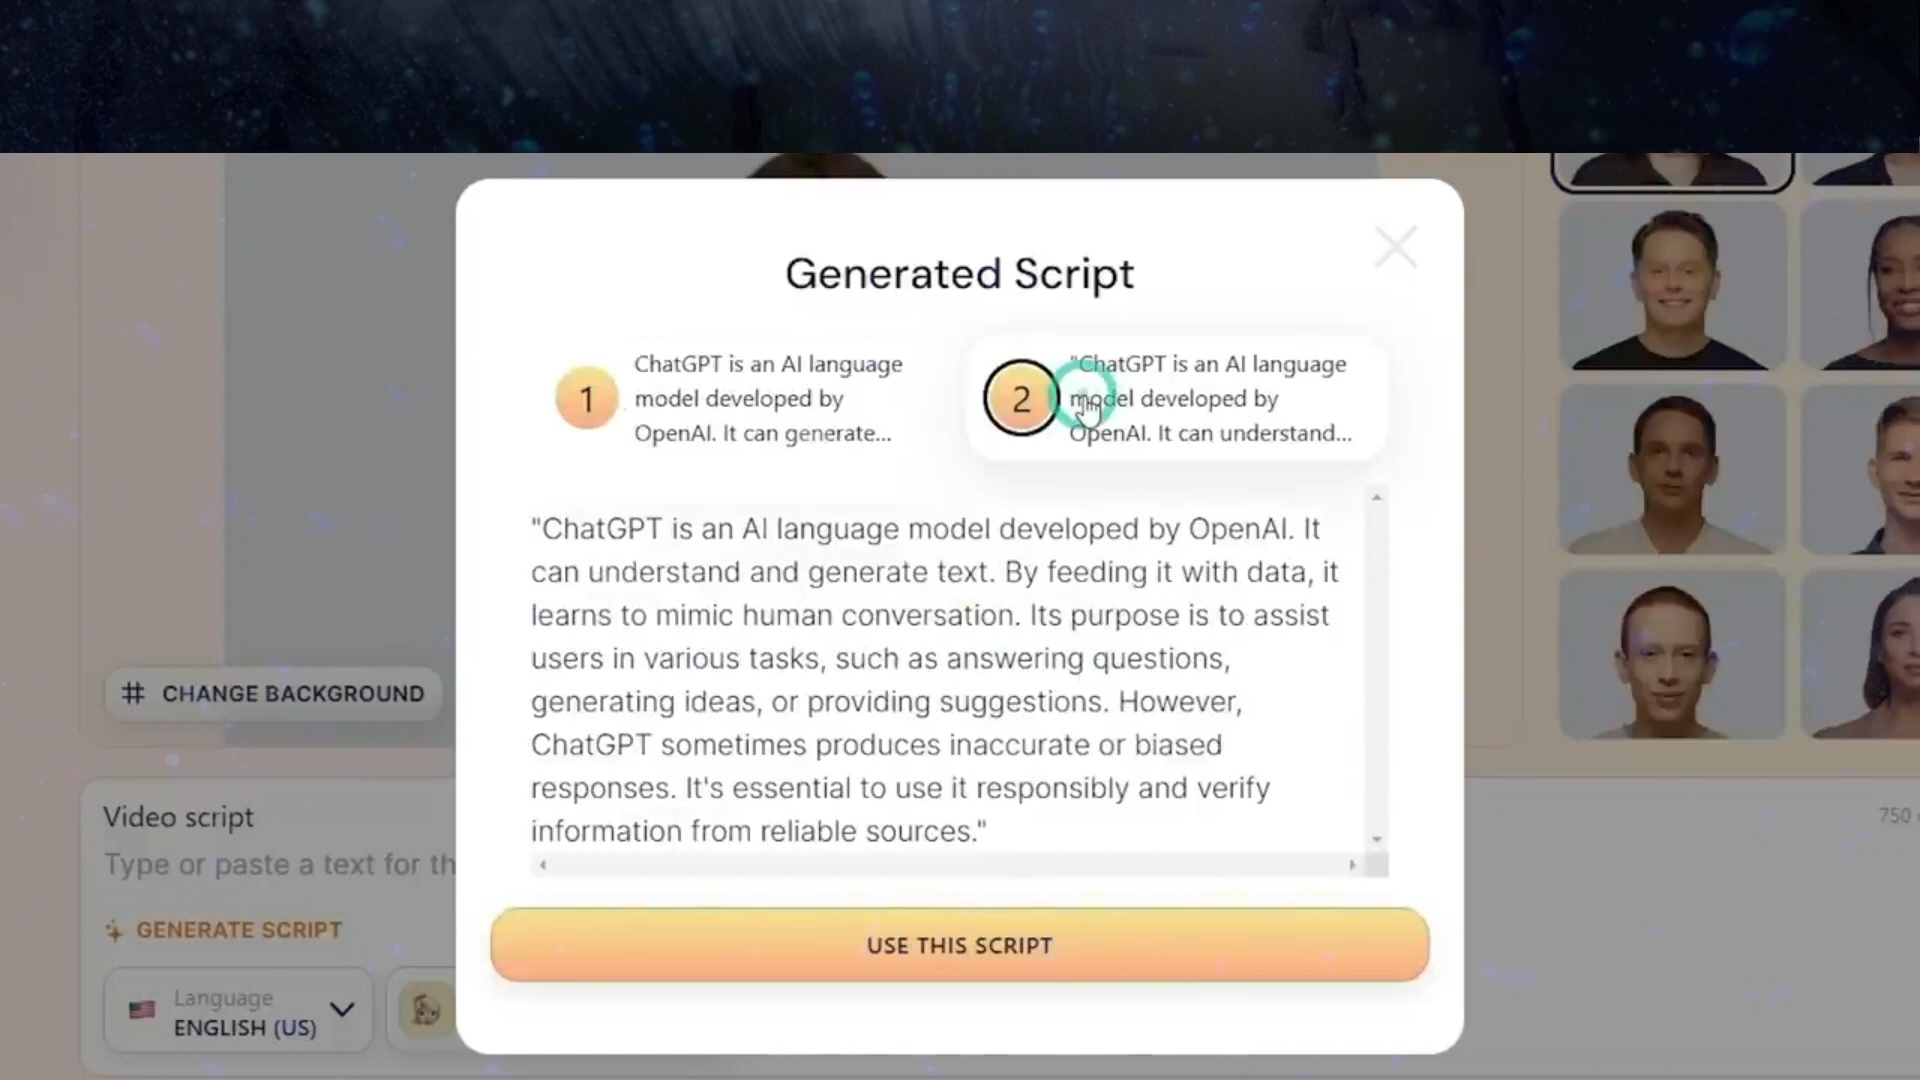 Generated Script
1
ChatGPT is an AI language
model developed by
OpenAI. It can generate...
2
"ChatGPT is an AI language
model developed by
OpenAI. It can understand...
"ChatGPT is an AI language model developed by OpenAI. It
can understand and generate text. By feeding it with data, it
learns to mimic human conversation. Its purpose is to assist
users in various tasks, such as answering questions,
generating ideas, or providing suggestions. However,
ChatGPT sometimes produces inaccurate or biased
responses. It's essential to use it responsibly and verify
information from reliable sources."
USE THIS SCRIPT
# CHANGE BACKGROUND
Video script
750
Type or paste a text for th
GENERATE SCRIPT
Language
ENGLISH (US)